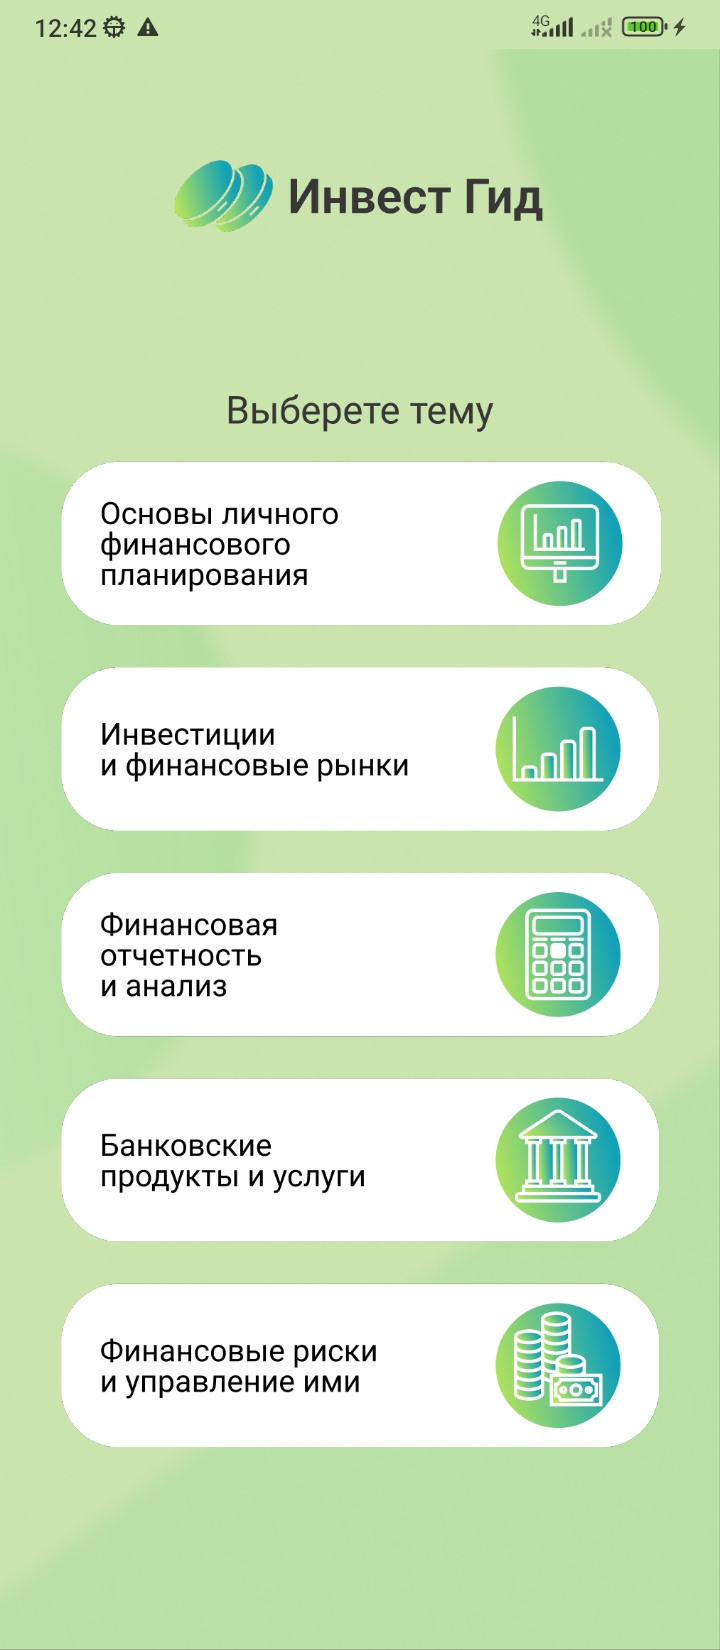 12:42
4G
100
Инвест Гид
Выберете тему
Основы личного
финансового
планирования
Инвестиции
и финансовые рынки
Финансовая
отчетность
и анализ
Банковские
продукты и услуги
Финансовые риски
и управление ими